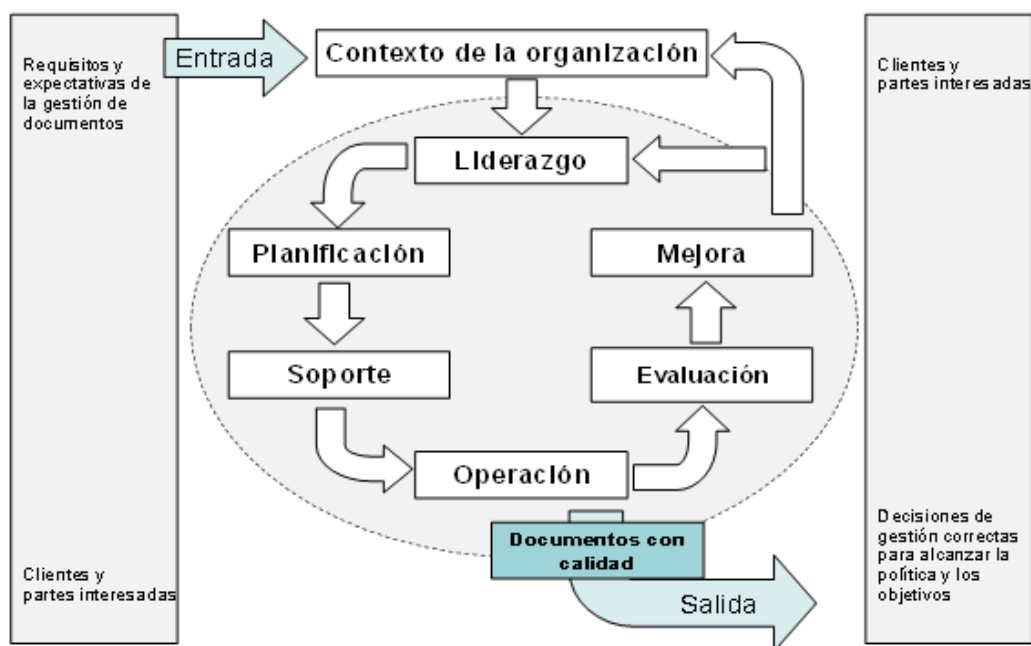 Requisitos y
expectativas de
la gestión de
documentos
Entrada
Contexto de la organización
Clientes y
partes interesadas
Liderazgo
Planificación
Mejora
Soporte
Evaluación
Operación
Documentos con
calidad
Salida
Clientes y
partes interesadas
Decisiones de
gestión correctas
para alcanzar la
política y los
objetivos